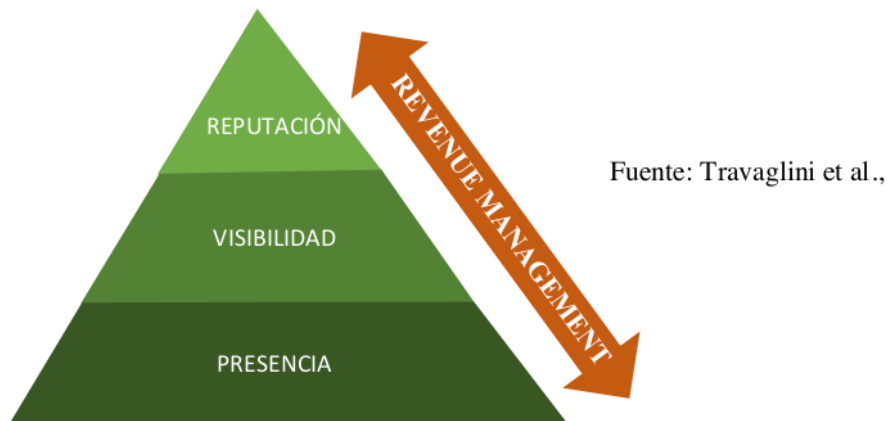 REPUTACIÓN
REVENUE MANAGEMENT
Fuente: Travaglini et al.,
VISIBILIDAD
PRESENCIA